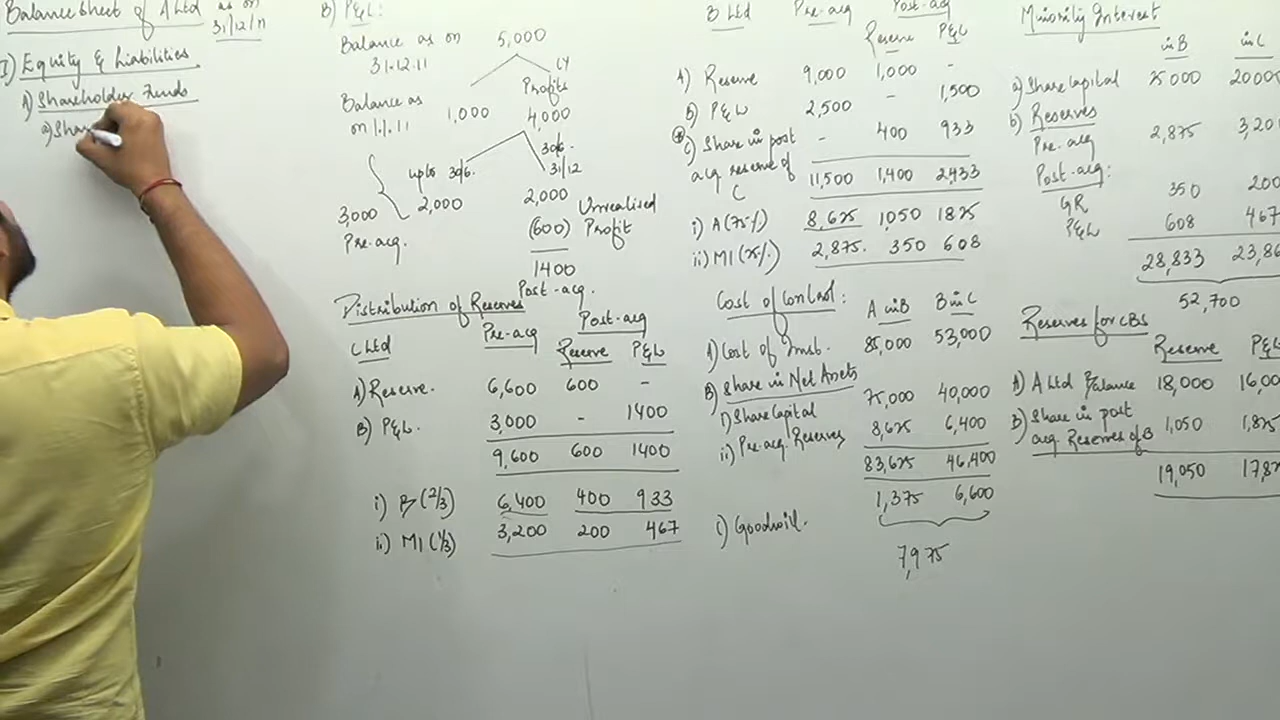 Balance Sheet of A Ltd as on 31/12/11
I) Equity & Liabilities
A) Shareholder Funds
a) Shar
B) P&L:
Balance as on 5,000
31.12.11
CY
Profits
Balance as 1,000 4,000
on 1.1.11
upto 30/6. 30/6.
31/12
2,000 2,000
3,000 (600) Unrealised
Pre-acq. Profit
1400
Post-acq.
Distribution of Reserves
C Ltd Pre-acq Post-acq
Reserve P&L
A) Reserve. 6,600 600 -
B) P&L. 3,000 - 1400
9,600 600 1400
i) B (2/3) 6,400 400 933
ii) MI (1/3) 3,200 200 467
B Ltd Pre-acq Post-acq
Reserve P&L
A) Reserve 9,000 1,000 -
B) P&L 2,500 - 1,500
C) Share in post - 400 933
acq reserve of
C
11,500 1,400 2,433
i) A (75%) 8,625 1,050 1825
ii) MI (25%) 2,875. 350 608
Cost of Control: A in B B in C
A) Cost of Inst. 85,000 53,000
B) Share in Net Assets
i) Share Capital 75,000 40,000
ii) Pre-acq. Reserves 8,625 6,400
83,625 46,400
1,375 6,600
C) Goodwill.
7,975
Minority Interest
in B in C
a) Share Capital 25000 20000
b) Reserves
Pre-acq 2,875 3,20
Post-acq:
GR 350 200
P&L 608 467
28,833 23,86
52,700
Reserves for CBS
Reserve P&L
A) A Ltd Balance 18,000 16,00
B) Share in post 1,050 1,825
acq. Reserves of B
19,050 17,82